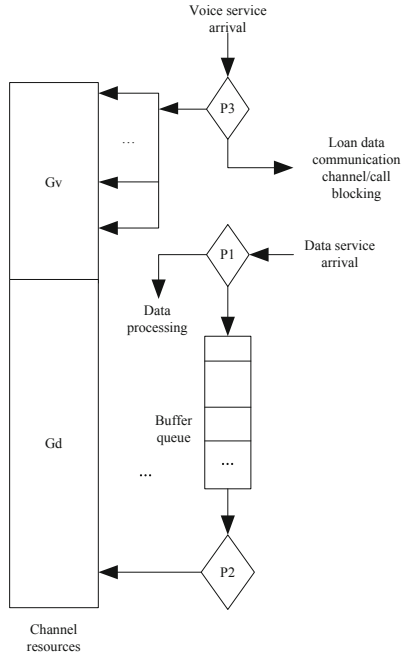 Voice service
arrival
P3
...
Gv
Loan data
communication
channel/call
blocking
P1
Data service
arrival
Data
processing
Buffer
queue
Gd
...
...
P2
Channel
resources